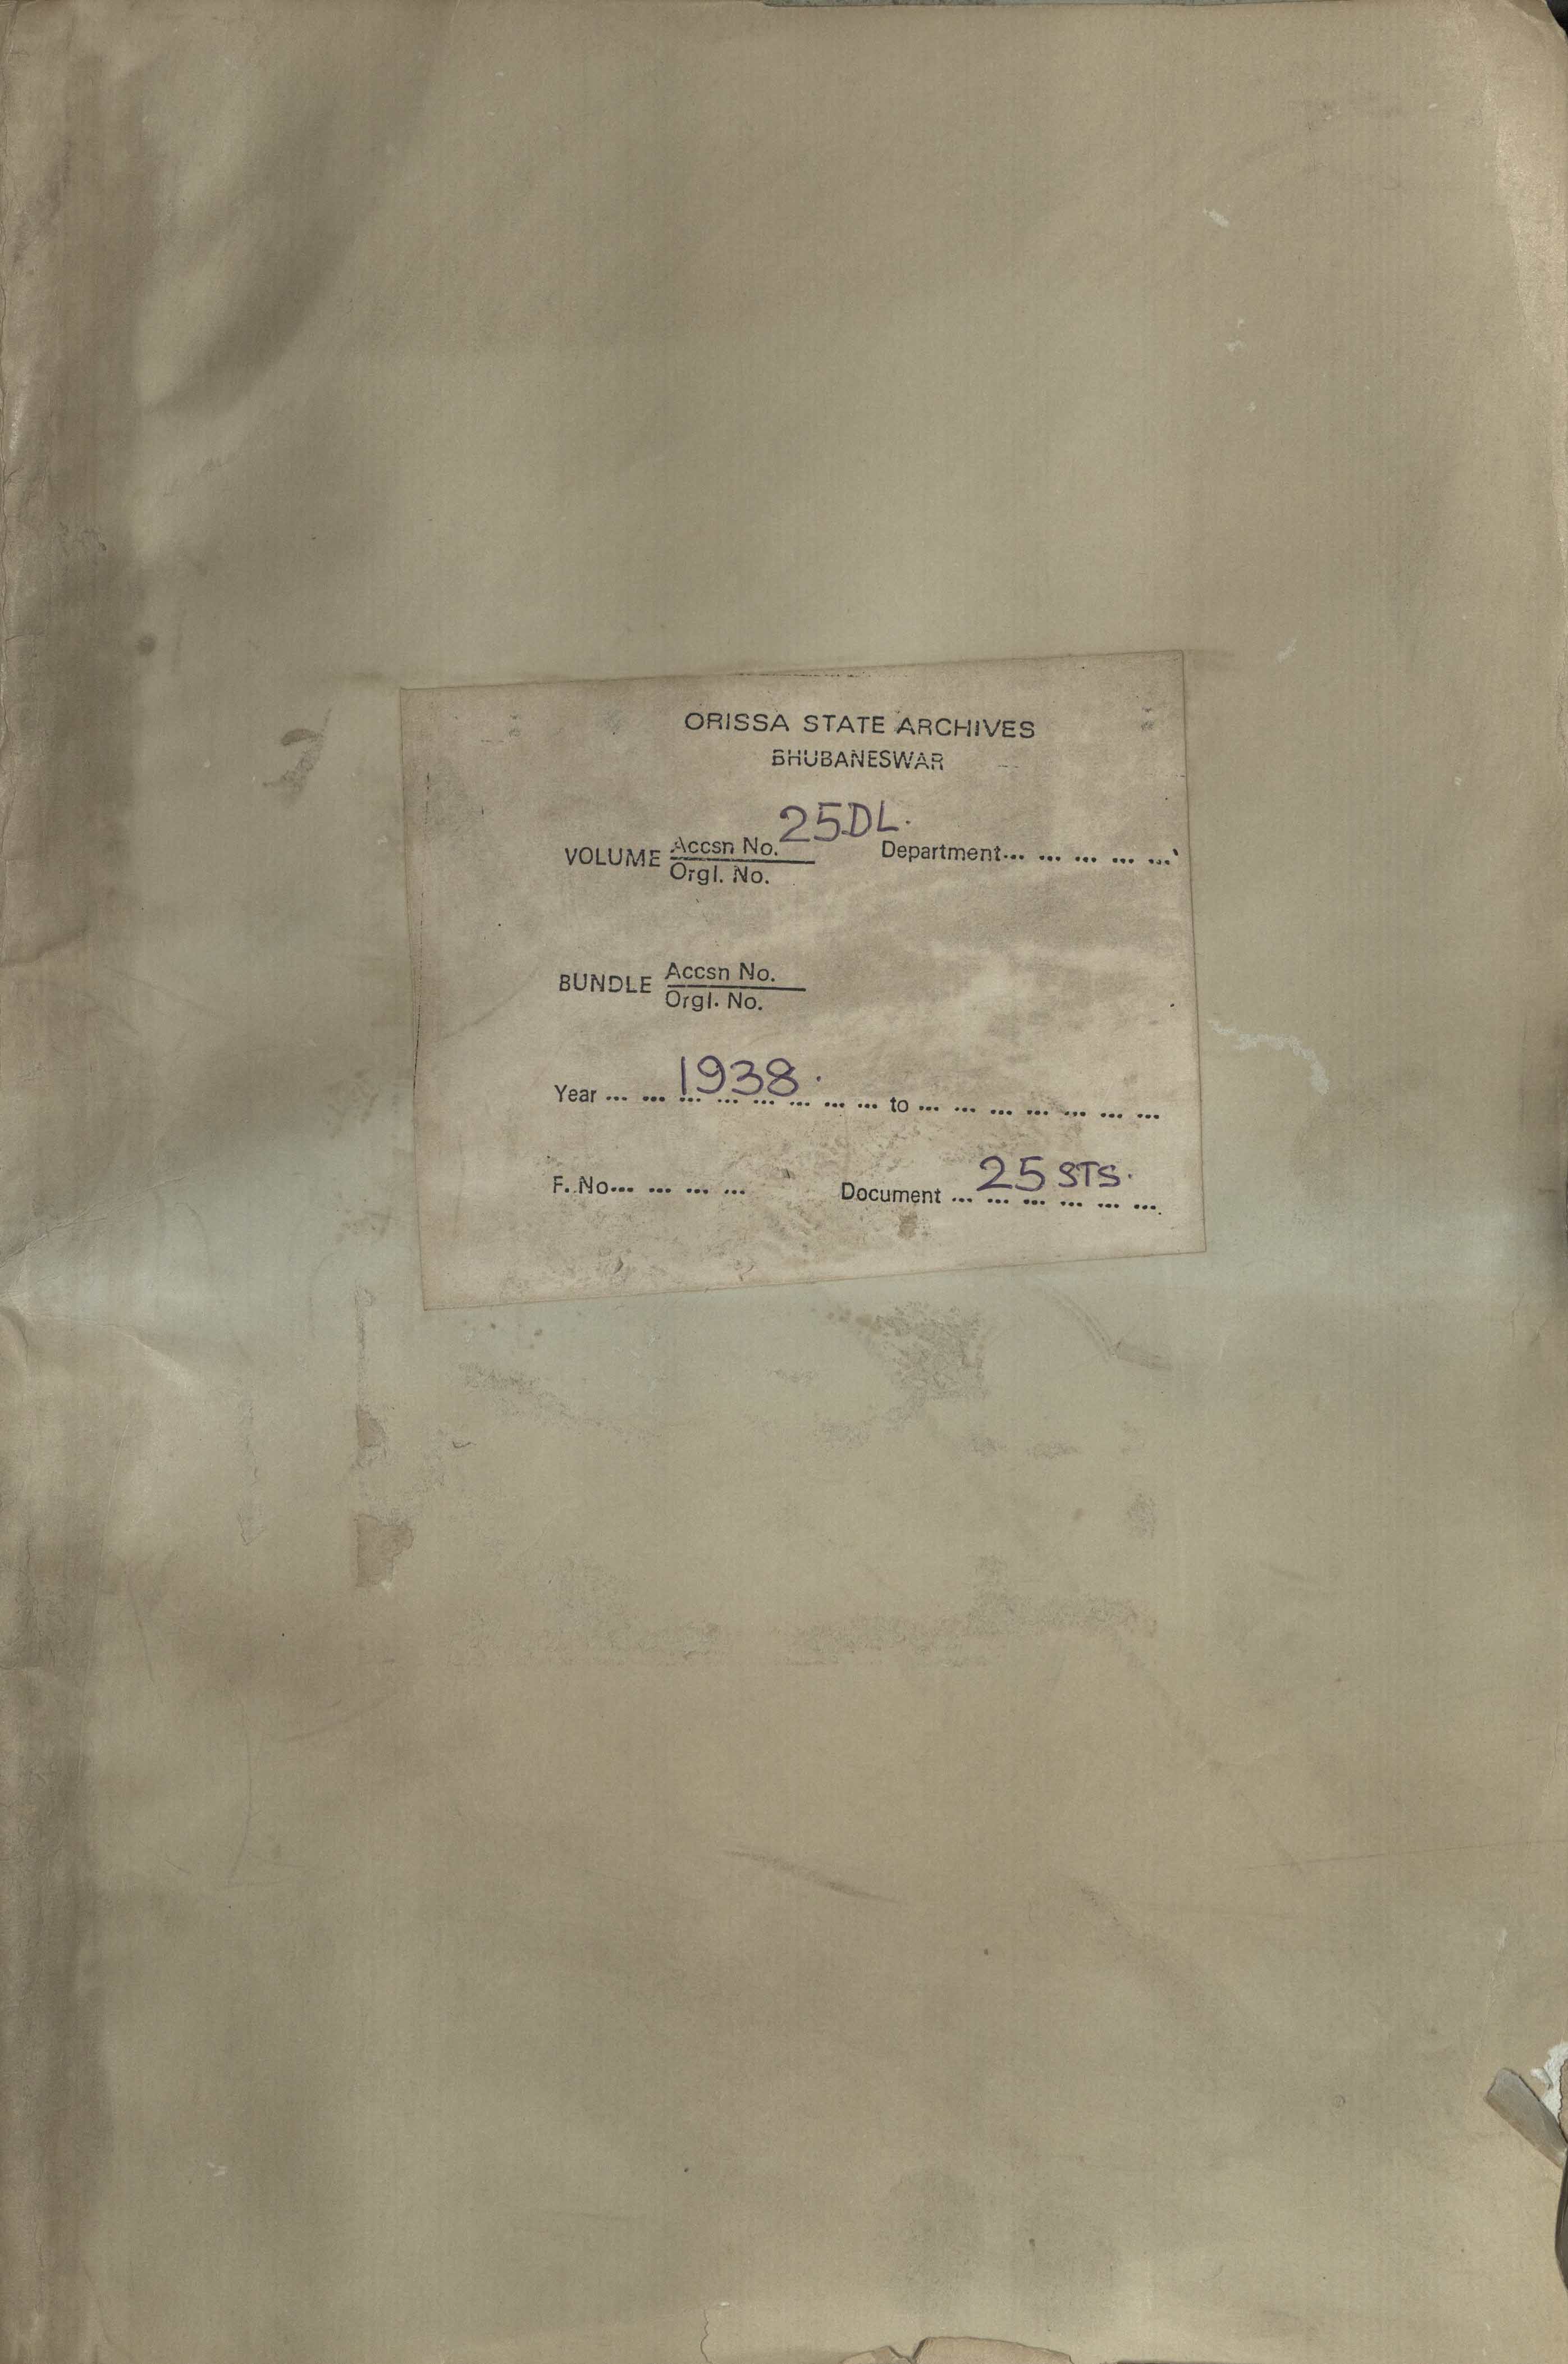 ORISSA STATE ARCHIVES
BHUBANESWAR
25DL.
VOLUME Accsn No. Department... ... ... ... ...
Orgl. No.
BUNDLE Accsn No.
Orgl. No.
Year ... ... 1938. ... ... ... ... ... ... to ... ... ... ... ... ... ...
F. No... ... ... ... Document ... 25 STS. ... ... ... ... ...